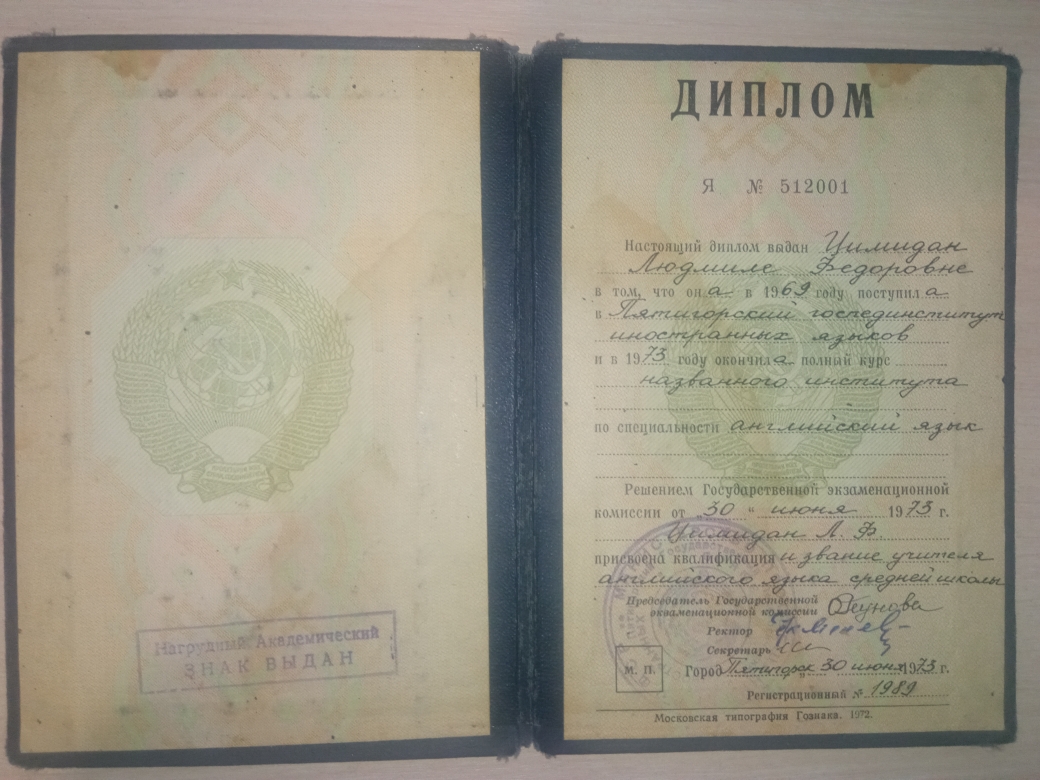 Нагрудный Академический
ЗНАК ВЫДАН
ДИПЛОМ
Я № 512001
Настоящий диплом выдан Цимидан
Людмиле Федоровне
в том, что она в 1969 году поступила
в Пятигорский госпединститут
иностранных языков
и в 1973 году окончила полный курс
названного института
по специальности английский язык
Решением Государственной экзаменационной
комиссии от „30" июня 1973 г.
Цимидан Л. Ф.
присвоена квалификация и звание учителя
английского языка средней школы
Председатель Государственной
экзаменационной комиссии
Ректор
Секретарь
М. П.
Город Пятигорск 30 июня 1973 г.
Регистрационный № 1989
Московская типография Гознака. 1972.